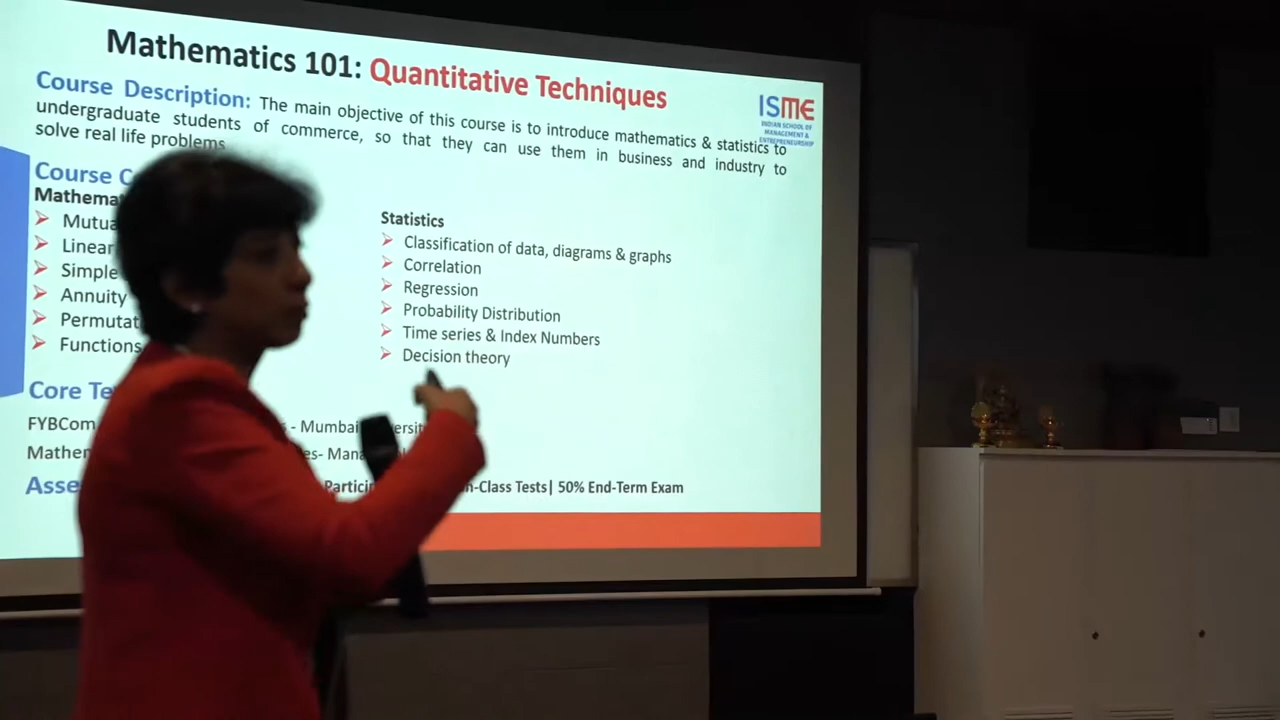 Mathematics 101: Quantitative Techniques
Course Description: The main objective of this course is to introduce mathematics & statistics to
undergraduate students of commerce, so that they can use them in business and industry to
solve real life problems
ISME
INDIAN SCHOOL OF
MANAGEMENT &
ENTREPRENEURSHIP
Course C
Mathema
Mutua
Linear
Simple
Annuity
Permutat
Functions
Statistics
Classification of data, diagrams & graphs
Correlation
Regression
Probability Distribution
Time series & Index Numbers
Decision theory
Core Te
FYBCom - Mumbai ersit
Mathem es- Mana
Asse Particip n-Class Tests| 50% End-Term Exam